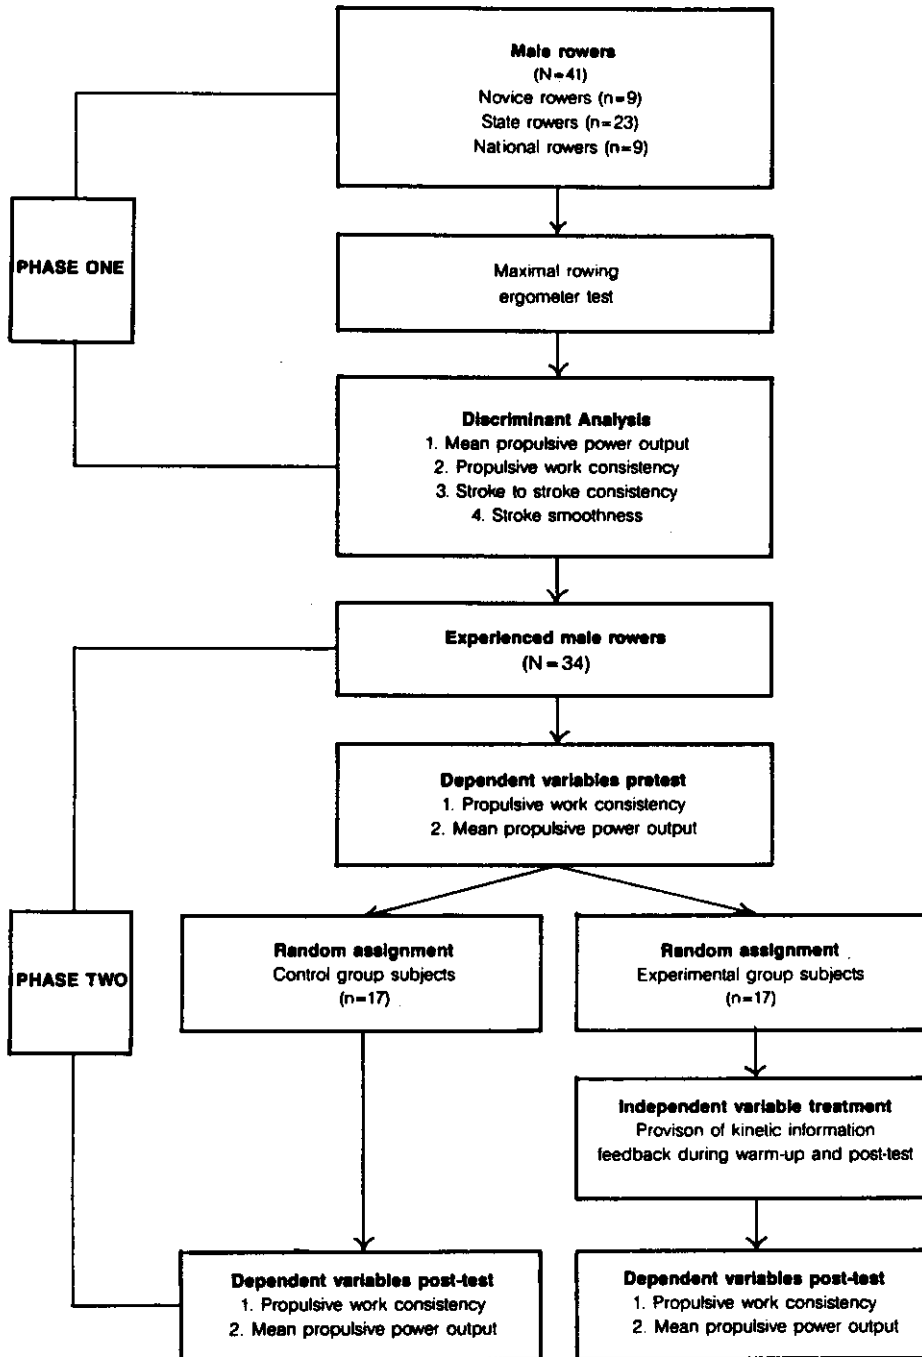 Male rowers
(N=41)
Novice rowers (n=9)
State rowers (n=23)
National rowers (n=9)
PHASE ONE
Maximal rowing
ergometer test
Discriminant Analysis
1. Mean propulsive power output
2. Propulsive work consistency
3. Stroke to stroke consistency
4. Stroke smoothness
Experienced male rowers
(N=34)
Dependent variables pretest
1. Propulsive work consistency
2. Mean propulsive power output
PHASE TWO
Random assignment
Control group subjects
(n=17)
Random assignment
Experimental group subjects
(n=17)
Independent variable treatment
Provison of kinetic information
feedback during warm-up and post-test
Dependent variables post-test
1. Propulsive work consistency
2. Mean propulsive power output
Dependent variables post-test
1. Propulsive work consistency
2. Mean propulsive power output